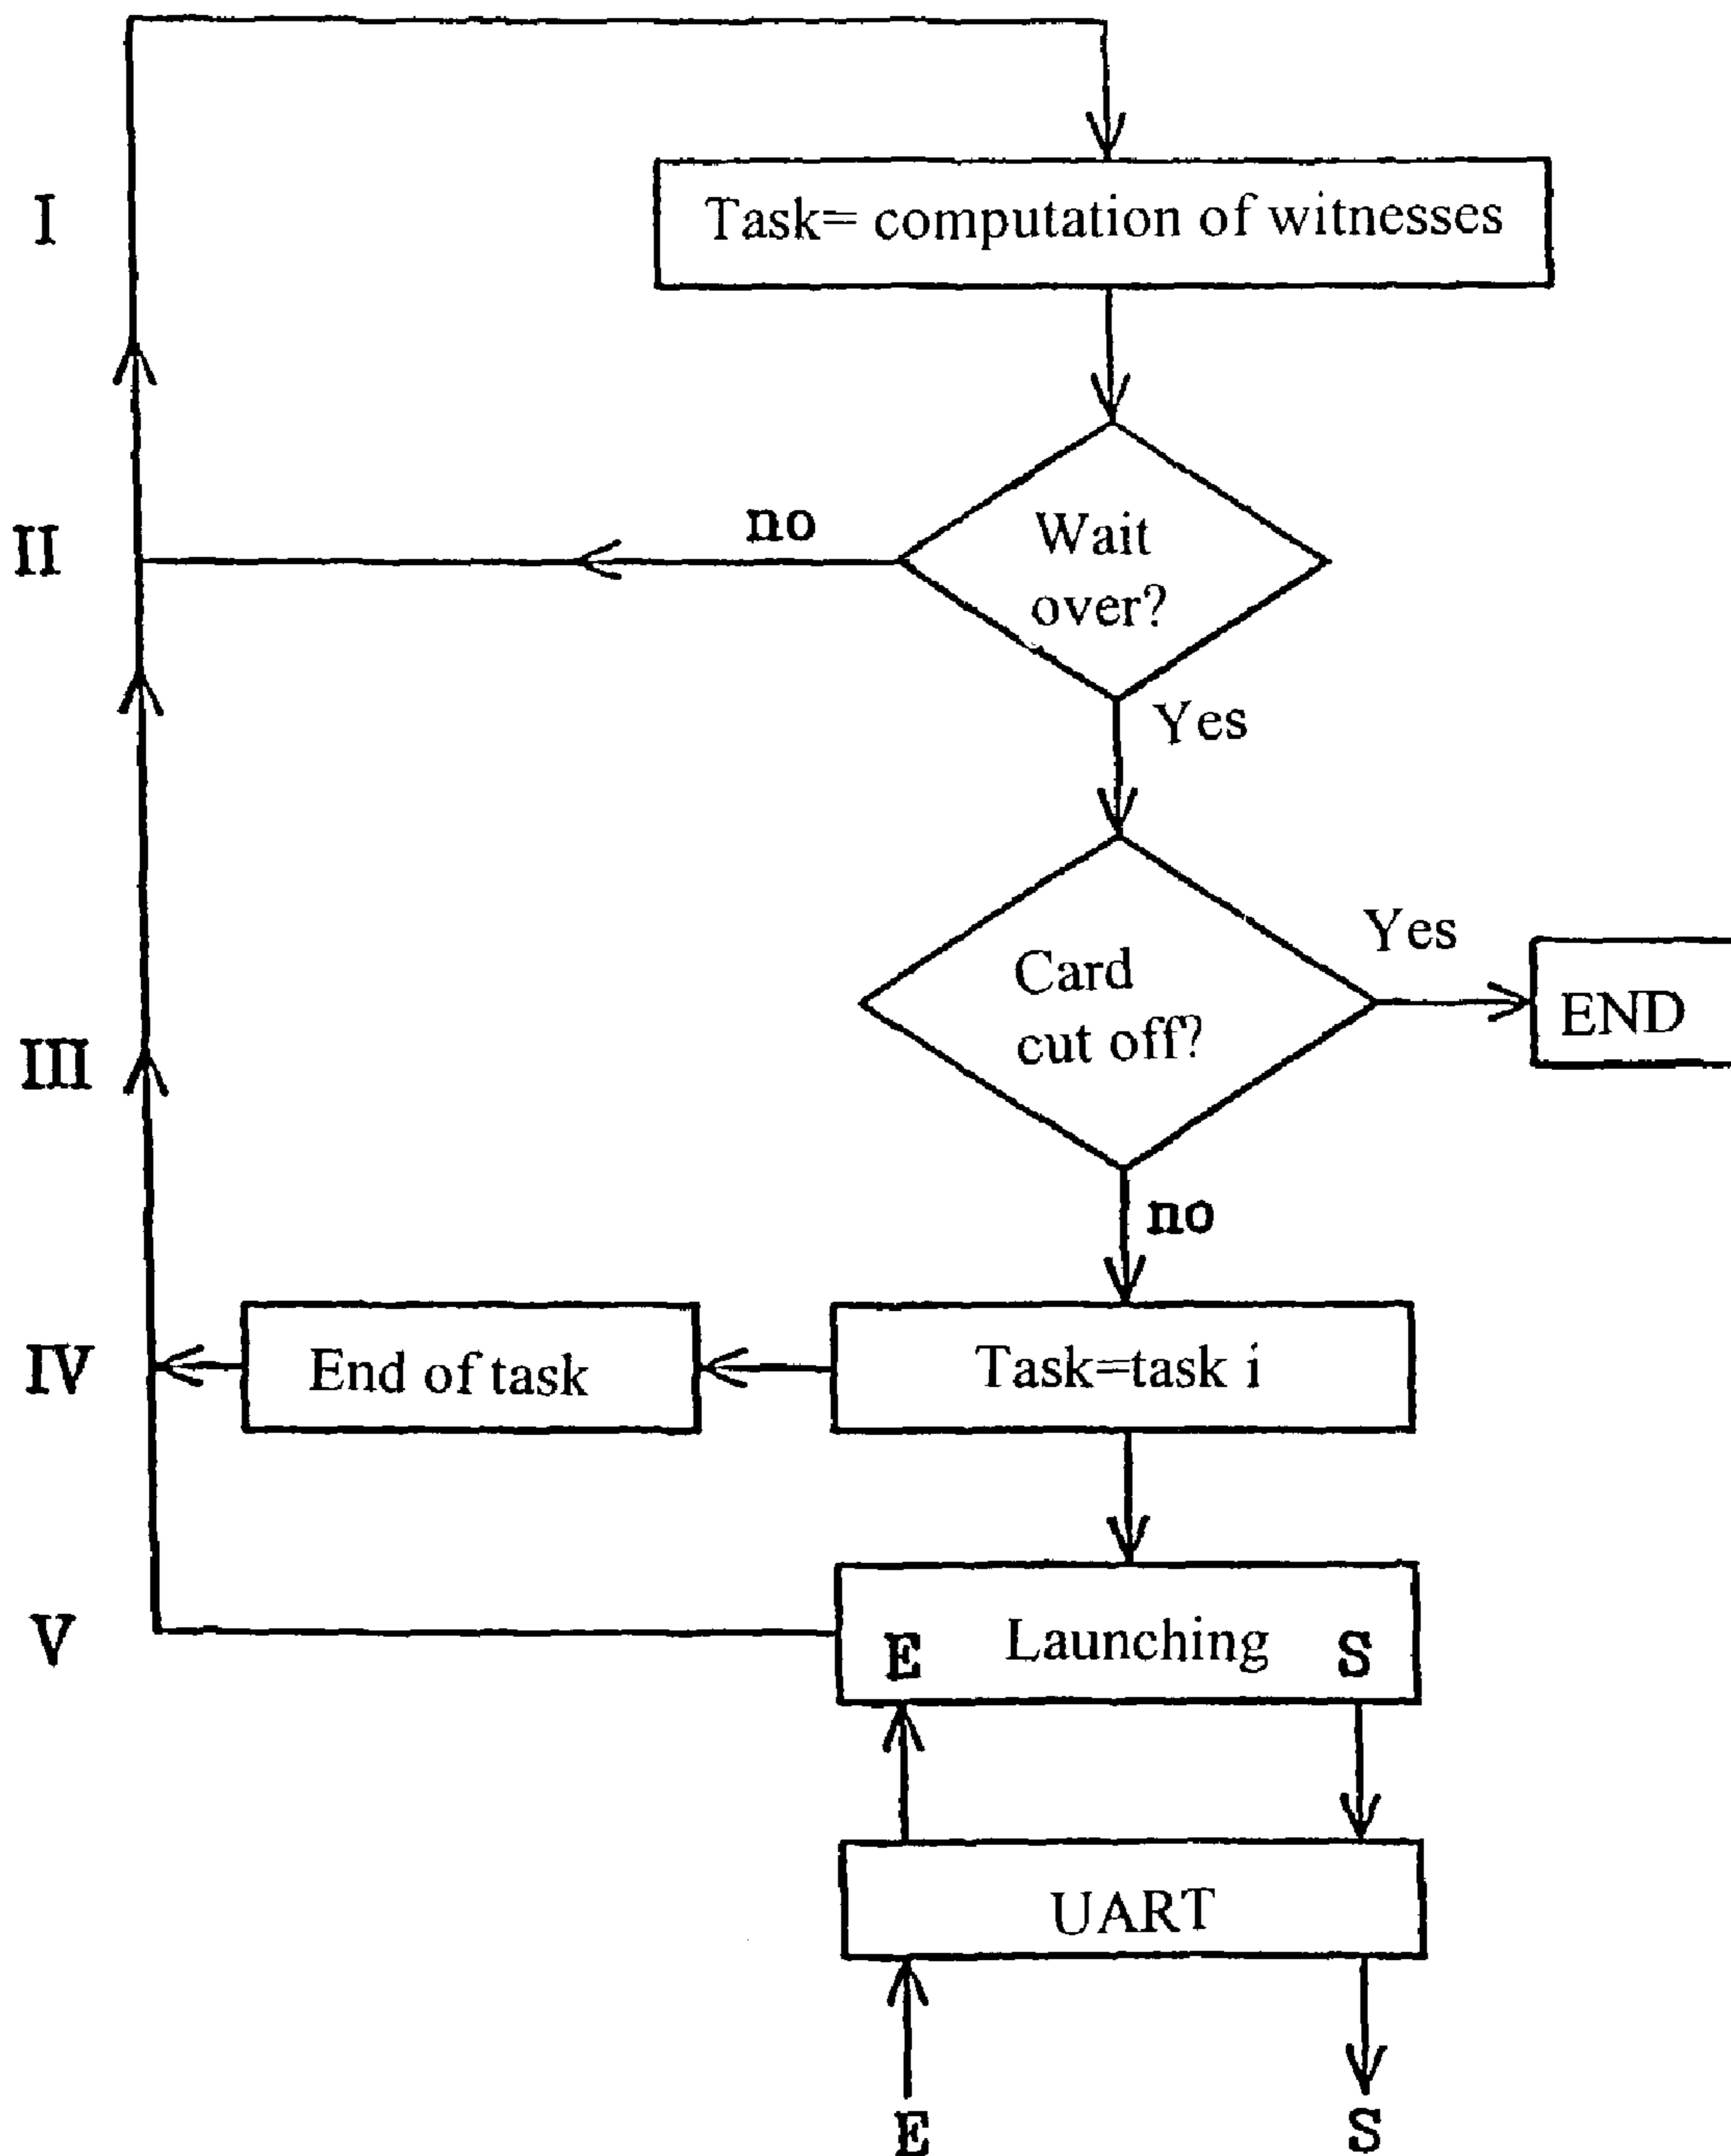 I
Task= computation of witnesses
II
no
Wait
over?
Yes
Yes
Card
cut off?
END
III
no
IV
End of task
Task=task i
V
E
Launching
S
UART
E
S